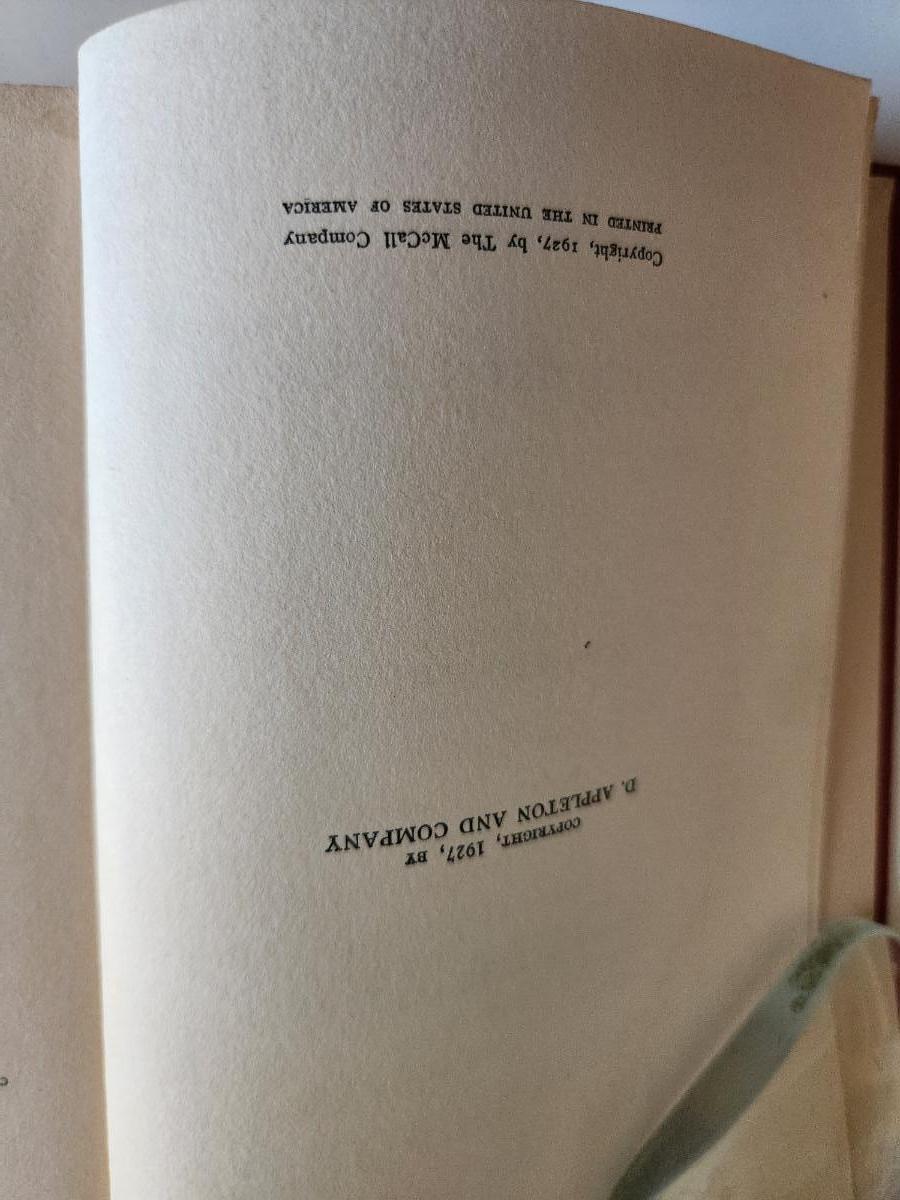 COPYRIGHT, 1927, BY
D. APPLETON AND COMPANY
Copyright, 1927, by The McCall Company
PRINTED IN THE UNITED STATES OF AMERICA